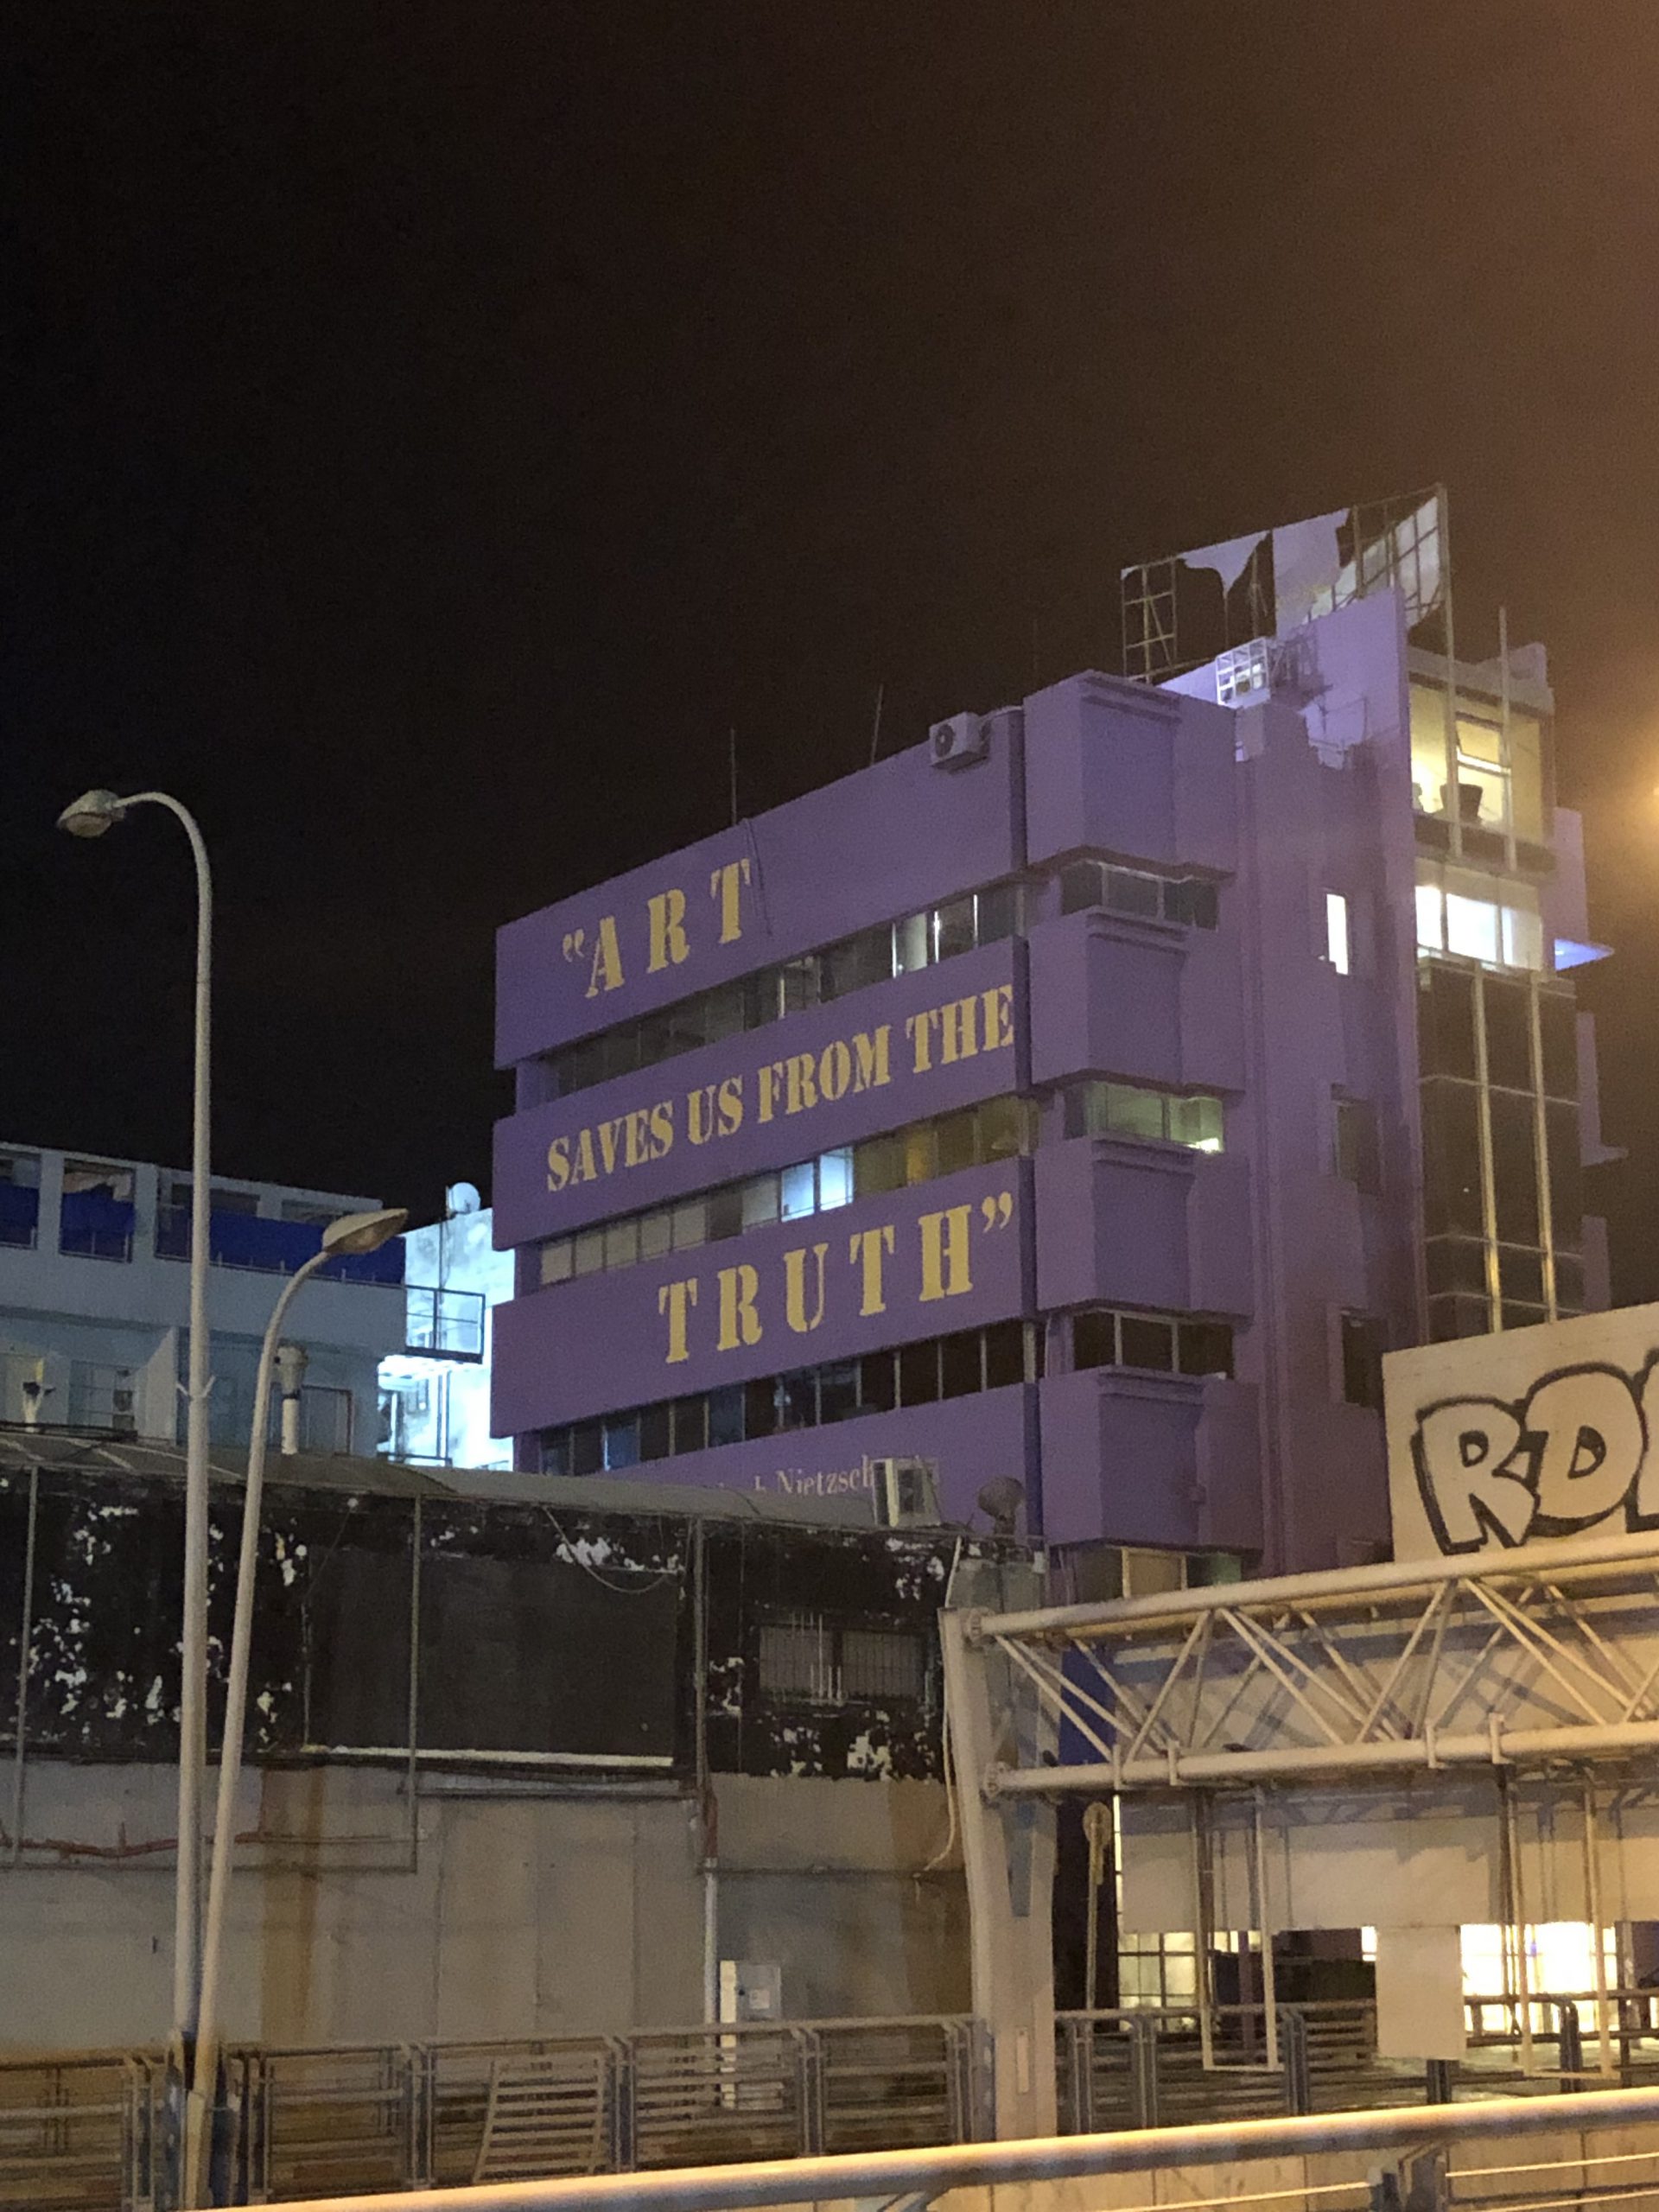 “ART
SAVES US FROM THE
TRUTH”